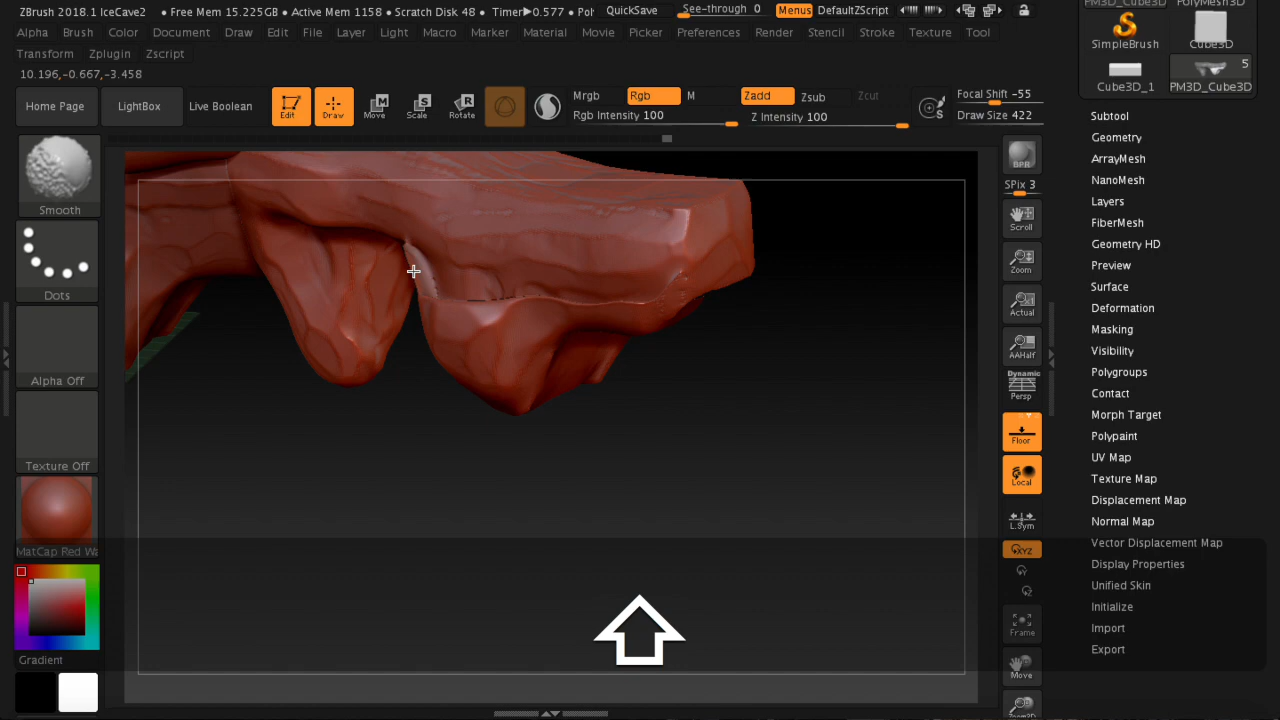 ZBrush 2018.1 IceCave2 • Free Mem 15.225GB • Active Mem 1158 • Scratch Disk 48 • Timer▶0.577 • Pol QuickSave See-through 0 Menus DefaultZScript
Alpha Brush Color Document Draw Edit File Layer Light Macro Marker Material Movie Picker Preferences Render Stencil Stroke Texture Tool
Transform Zplugin Zscript
10.196,-0.667,-3.458
Home Page LightBox Live Boolean Edit Draw Move Scale Rotate
Mrgb Rgb M Zadd Zsub Zcut Focal Shift -55
Rgb Intensity 100 Z Intensity 100 S Draw Size 422
PM3D_Cube3D PolyMesh3D
SimpleBrush Cube3D
5
Cube3D_1 PM3D_Cube3D
Smooth
Dots
Alpha Off
Texture Off
MatCap Red Wa
Gradient
BPR
SPix 3
Scroll
Zoom
Actual
AAHalf
Dynamic
Persp
Floor
Local
L.Sym
XYZ
Y
Z
Frame
Move
Zoom3D
Subtool
Geometry
ArrayMesh
NanoMesh
Layers
FiberMesh
Geometry HD
Preview
Surface
Deformation
Masking
Visibility
Polygroups
Contact
Morph Target
Polypaint
UV Map
Texture Map
Displacement Map
Normal Map
Vector Displacement Map
Display Properties
Unified Skin
Initialize
Import
Export